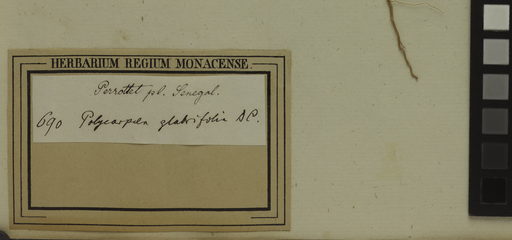 HERBARIUM REGIUM MONACENSE.
Perrottet pl. Senegal.
690 Polycarpaea glabrifolia DC.